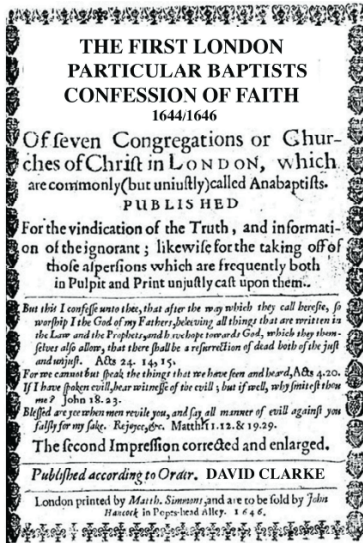 THE FIRST LONDON
PARTICULAR BAPTISTS
CONFESSION OF FAITH
1644/1646
Of ſeven Congregations or Chur-
ches of Chriſt in LONDON, which
are commonly (but uniuſtly) called Anabaptiſts.
PUBLISHED
For the vindication of the Truth, and informati-
on of the ignorant; likewiſe for the taking off of
thoſe aſperſions which are frequently both
in Pulpit and Print unjuſtly caſt upon them.
But this I confeſſe unto thee, that after the way which they call hereſie, ſo
worſhip I the God of my Fathers, beleeving all things that are written in
the Law and the Prophets, and have hope towards God, which they them-
ſelves alſo allow, that there ſhall be a reſurrection of dead both of the juſt
and unjuſt. Acts 24. 14, 15.
For we cannot but ſpeak the things that we have ſeen and heard, Acts 4.20.
If I have ſpoken evill, bear witneſſe of the evill; but if well, why ſmiteſt thou
me? John 18.23.
Bleſſed are yee when men revile you, and ſay all manner of evill againſt you
falſly for my ſake. Rejoyce, &c. Matth. 11.12. & 19.29.
The ſecond Impreſſion corrected and enlarged.
Publiſhed according to Order. DAVID CLARKE
London printed by Matth. Simmons, and are to be ſold by John
Hancock in Popes-head Alley. 1646.